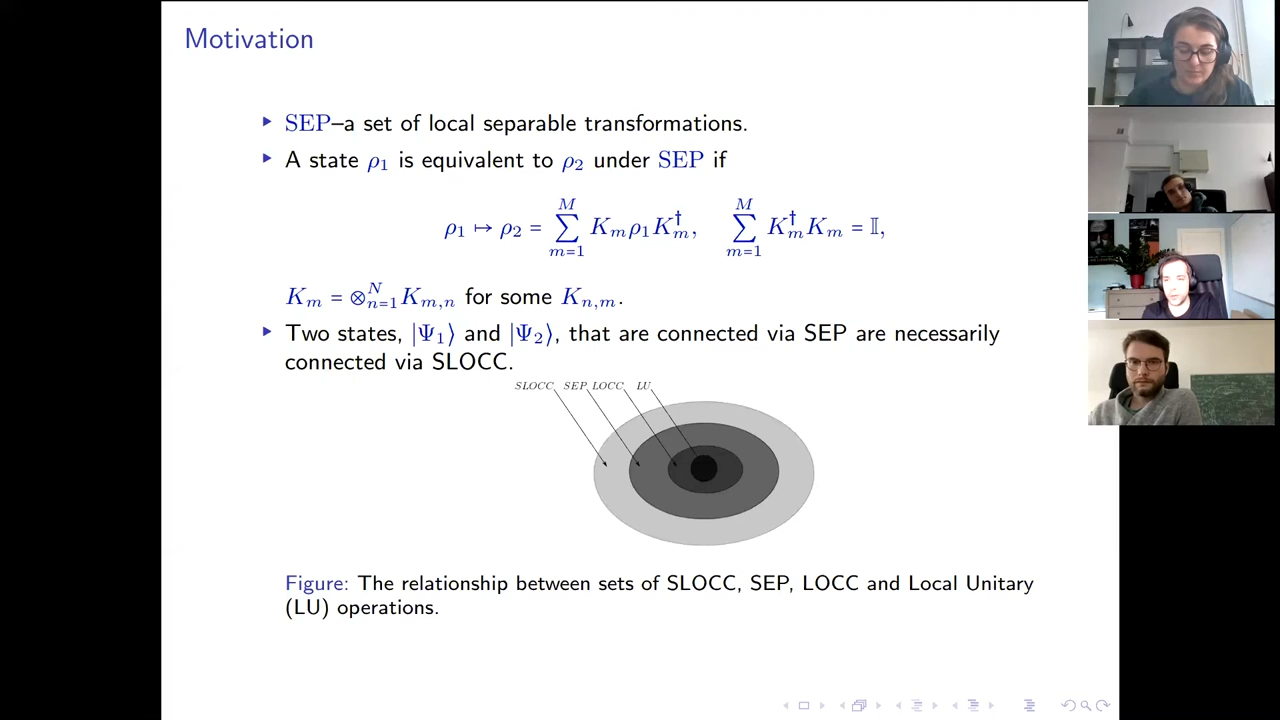 Motivation
▶ SEP–a set of local separable transformations.
▶ A state ρ₁ is equivalent to ρ₂ under SEP if
ρ₁ ↦ ρ₂ = ∑_{m=1}^{M} K_m ρ₁ K_m^†, ∑_{m=1}^{M} K_m^† K_m = 𝕀,
K_m = ⊗_{n=1}^{N} K_{m,n} for some K_{n,m}.
▶ Two states, |Ψ₁⟩ and |Ψ₂⟩, that are connected via SEP are necessarily
connected via SLOCC.
SLOCC SEP LOCC LU
Figure: The relationship between sets of SLOCC, SEP, LOCC and Local Unitary
(LU) operations.